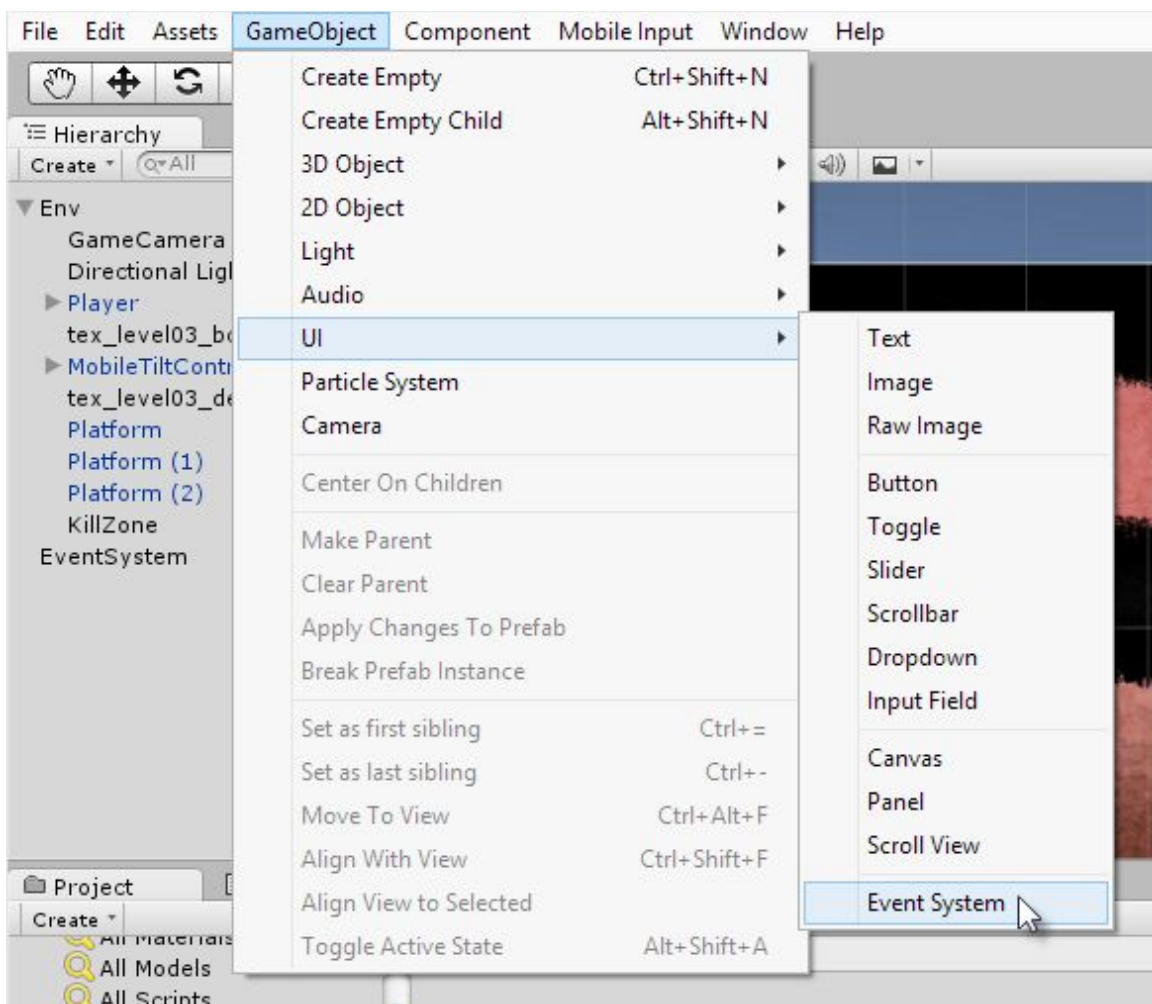 File Edit Assets GameObject Component Mobile Input Window Help
Hierarchy
Create All
Env
GameCamera
Directional
Player
tex_level03_
MobileTiltContr
tex_level03_de
Platform
Platform (1)
Platform (2)
KillZone
EventSystem
Create Empty Ctrl+Shift+N
Create Empty Child Alt+Shift+N
3D Object
2D Object
Light
Audio
UI
Particle System
Camera
Center On Children
Make Parent
Clear Parent
Apply Changes To Prefab
Break Prefab Instance
Set as first sibling Ctrl+=
Set as last sibling Ctrl+-
Move To View Ctrl+Alt+F
Align With View Ctrl+Shift+F
Align View to Selected
Toggle Active State Alt+Shift+A
Text
Image
Raw Image
Button
Toggle
Slider
Scrollbar
Dropdown
Input Field
Canvas
Panel
Scroll View
Event System
Project
Create
All Materials
All Models
All Scripts